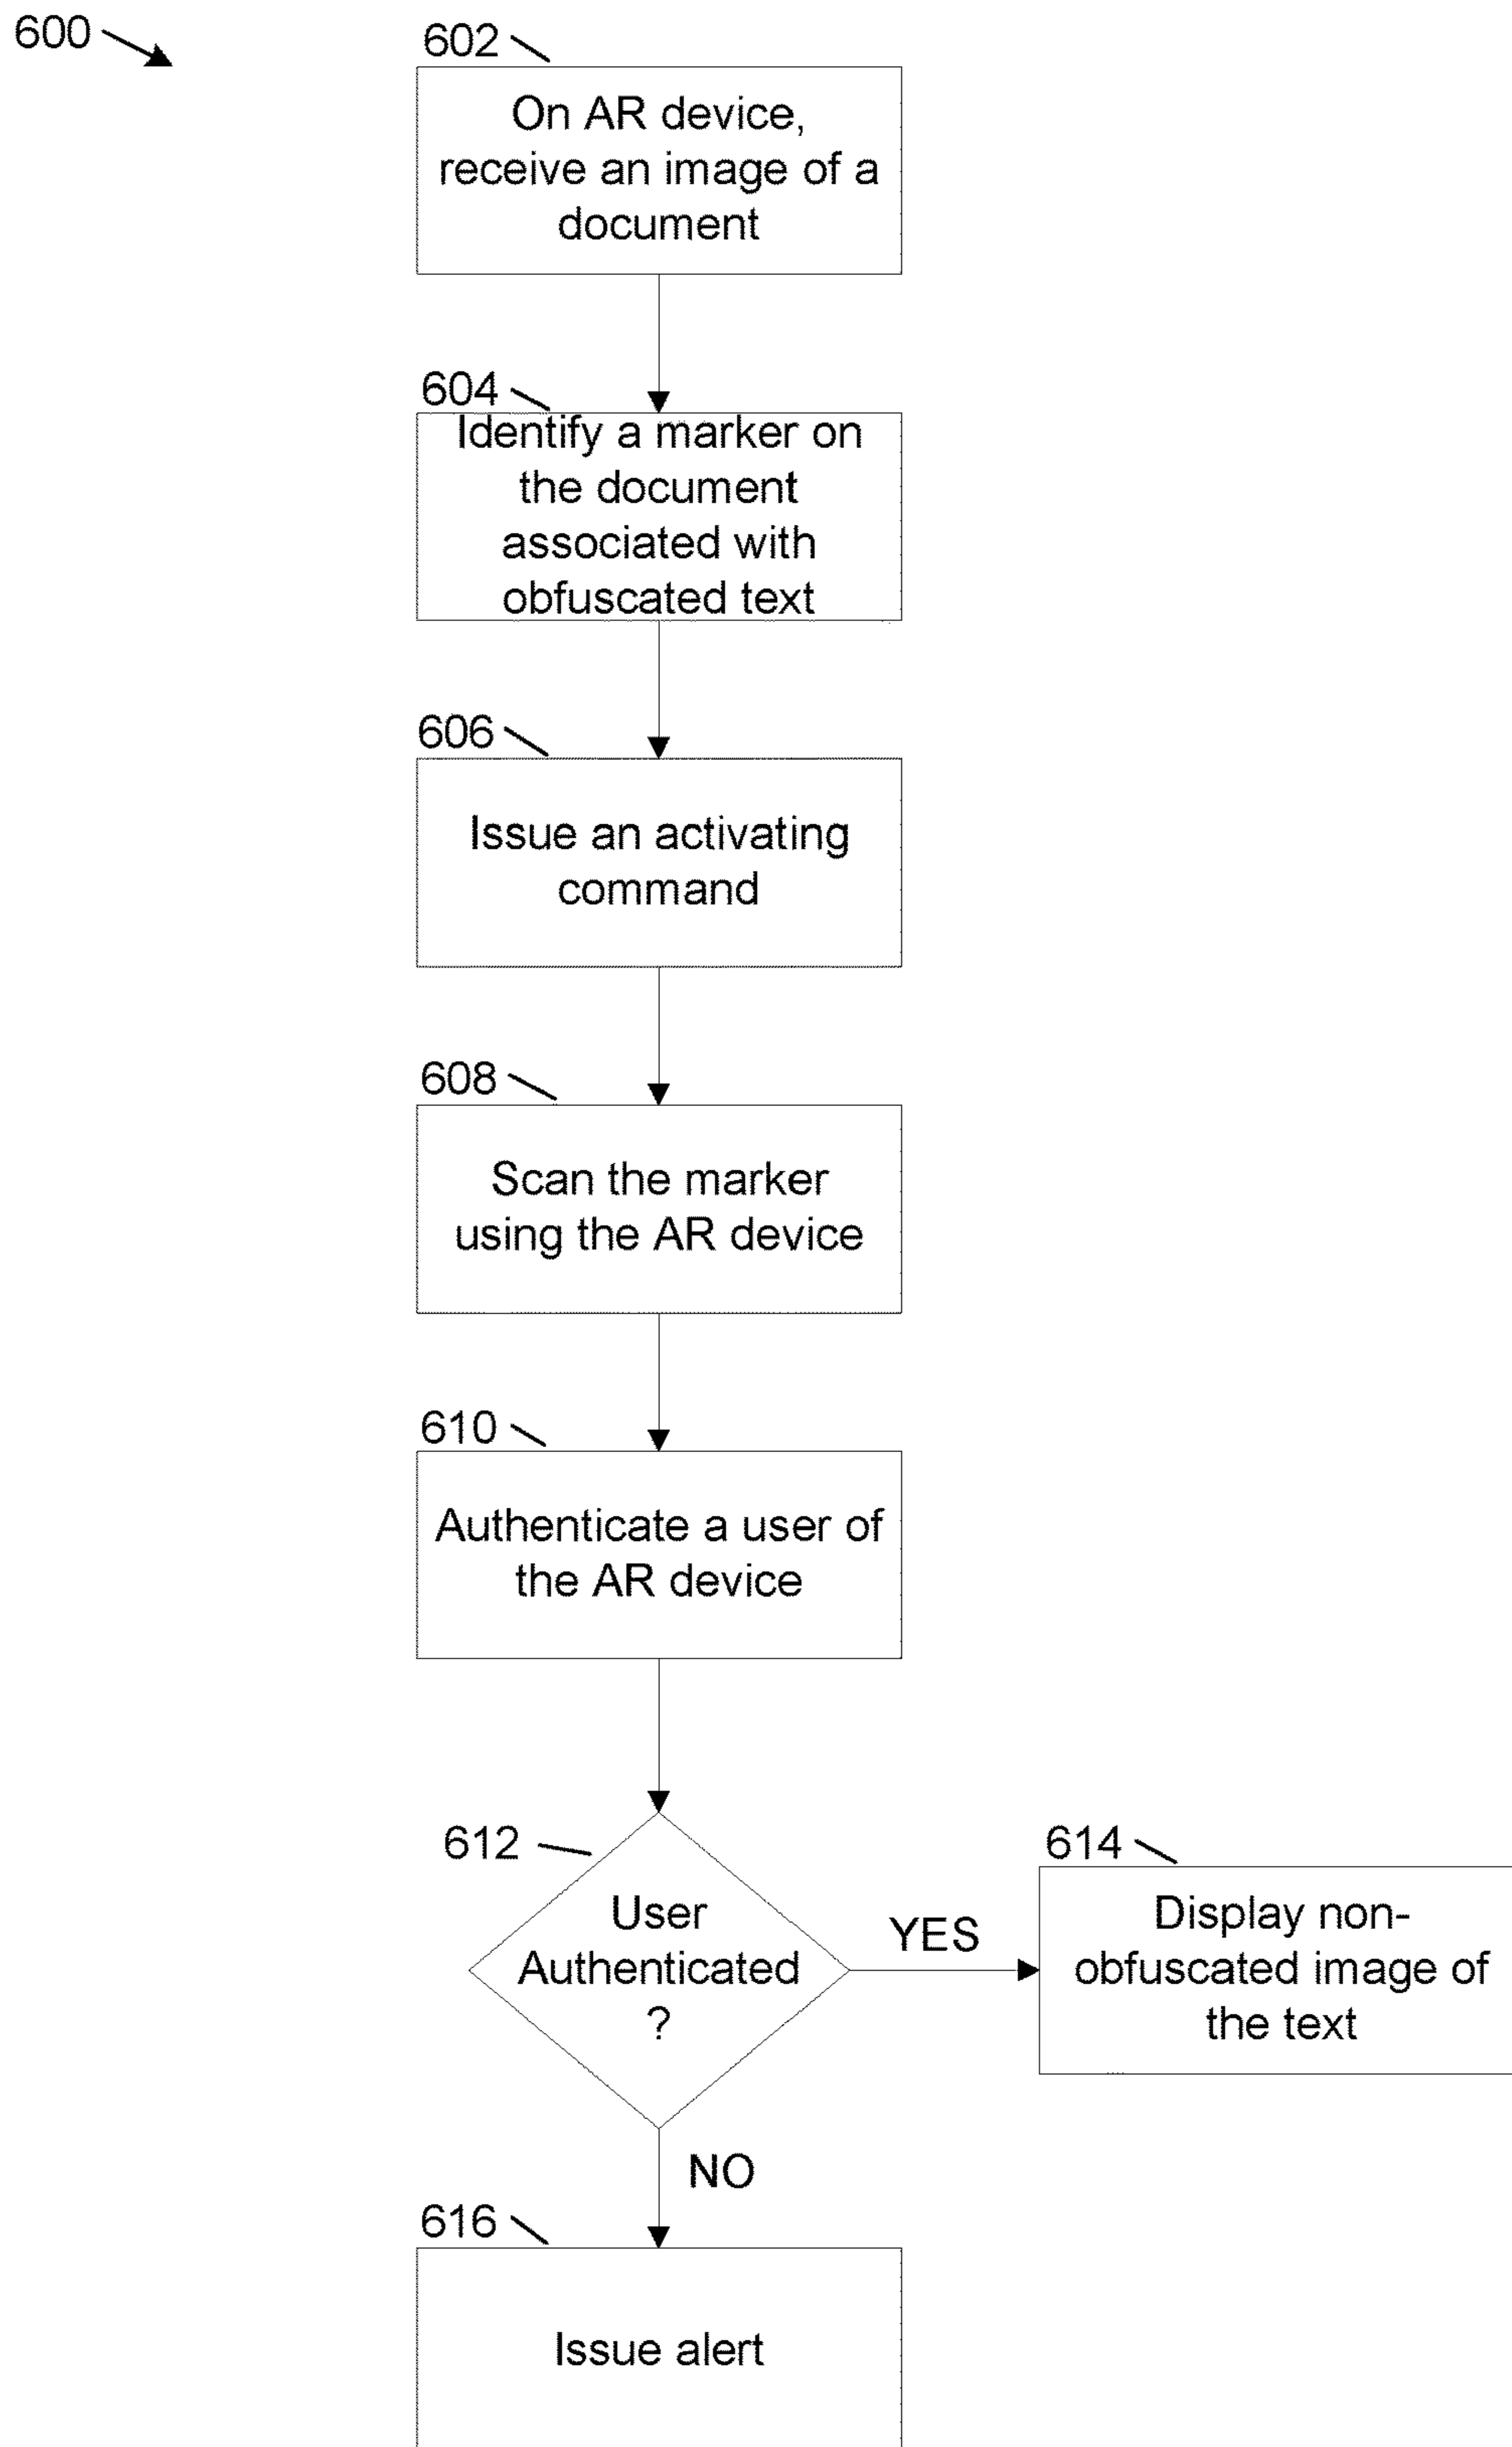 600
602
On AR device,
receive an image of a
document
604
Identify a marker on
the document
associated with
obfuscated text
606
Issue an activating
command
608
Scan the marker
using the AR device
610
Authenticate a user of
the AR device
612
User
Authenticated
?
YES
614
Display non-
obfuscated image of
the text
NO
616
Issue alert